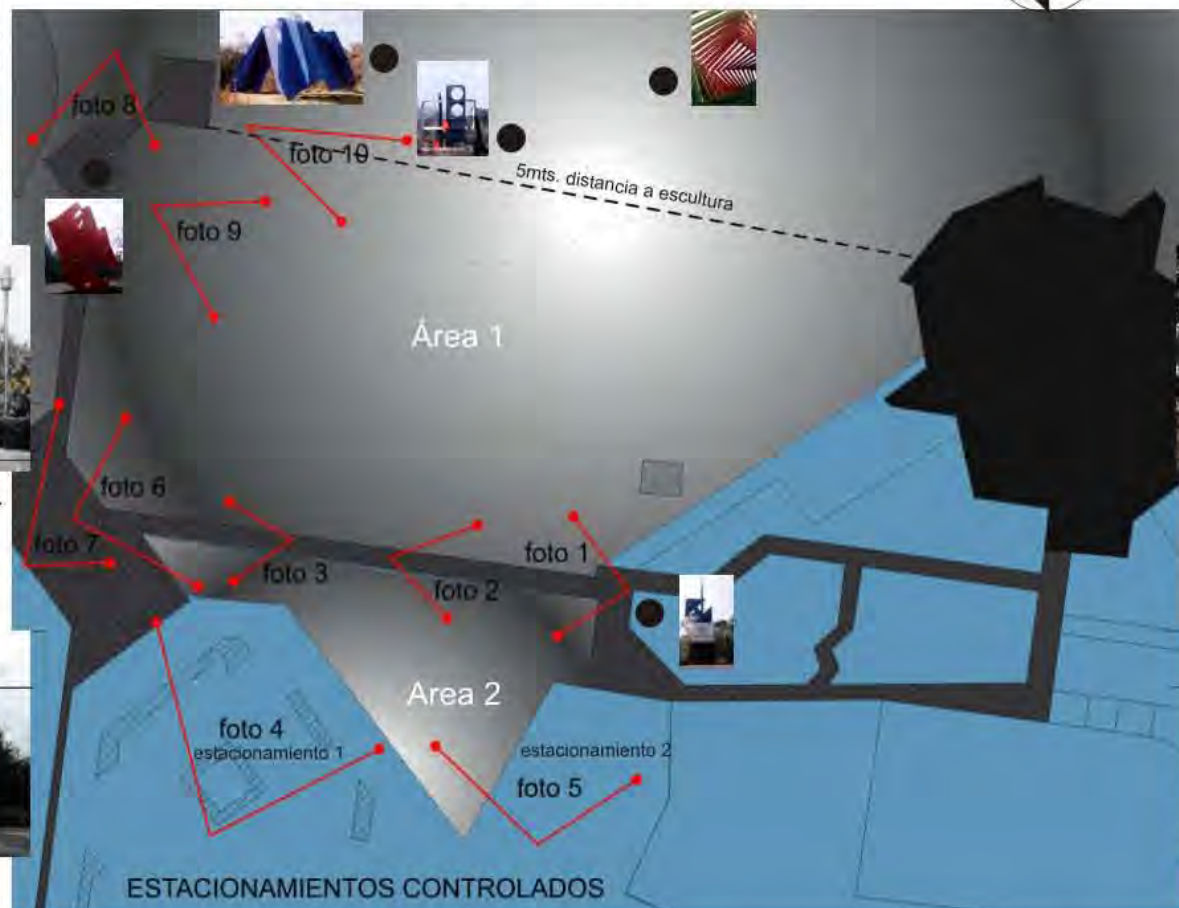 foto 8
foto 10
5mts. distancia a escultura
foto 9
Área 1
foto 6
foto 7
foto 3
foto 2
foto 1
Area 2
foto 4
estacionamiento 1
estacionamiento 2
foto 5
ESTACIONAMIENTOS CONTROLADOS